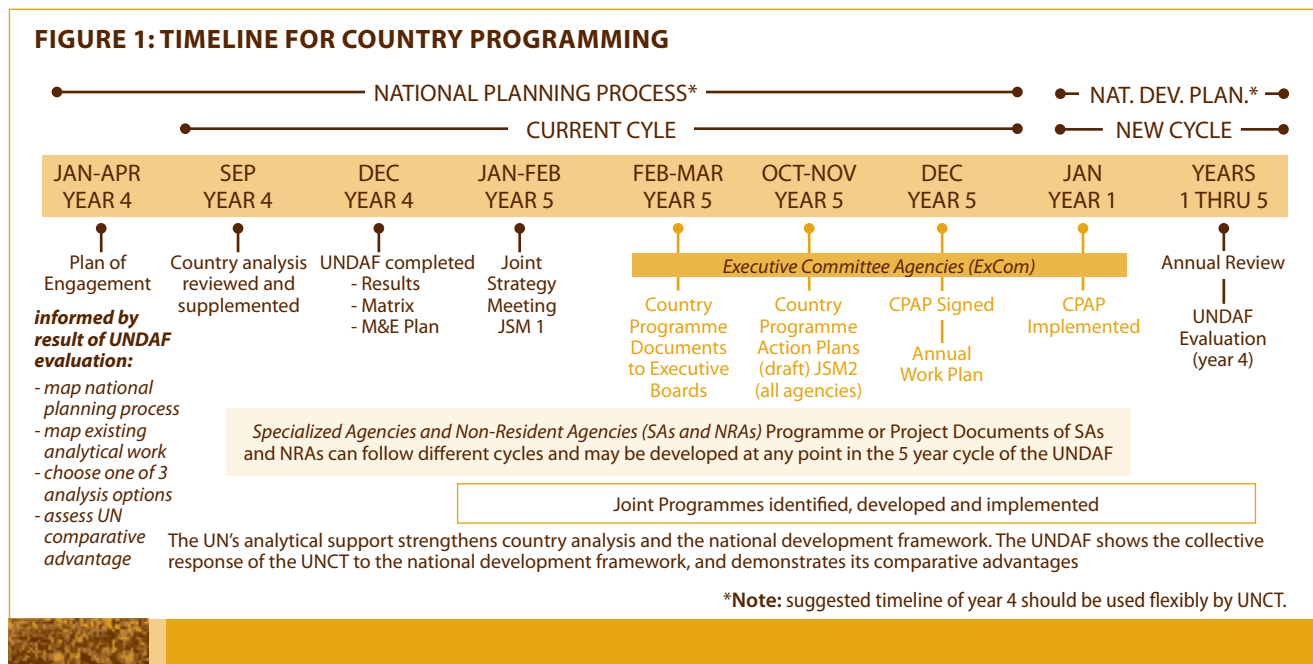 FIGURE 1: TIMELINE FOR COUNTRY PROGRAMMING
NATIONAL PLANNING PROCESS*
NAT. DEV. PLAN.*
CURRENT CYLE
NEW CYCLE
JAN-APR
YEAR 4
SEP
YEAR 4
DEC
YEAR 4
JAN-FEB
YEAR 5
FEB-MAR
YEAR 5
OCT-NOV
YEAR 5
DEC
YEAR 5
JAN
YEAR 1
YEARS
1 THRU 5
Plan of
Engagement
informed by
result of UNDAF
evaluation:
- map national
planning process
- map existing
analytical work
- choose one of 3
analysis options
- assess UN
comparative
advantage
Country analysis
reviewed and
supplemented
UNDAF completed
- Results
- Matrix
- M&E Plan
Joint
Strategy
Meeting
JSM 1
Executive Committee Agencies (ExCom)
Country
Programme
Documents
to Executive
Boards
Country
Programme
Action Plans
(draft) JSM2
(all agencies)
CPAP Signed
Annual
Work Plan
CPAP
Implemented
Annual Review
UNDAF
Evaluation
(year 4)
Specialized Agencies and Non-Resident Agencies (SAs and NRAs) Programme or Project Documents of SAs
and NRAs can follow different cycles and may be developed at any point in the 5 year cycle of the UNDAF
Joint Programmes identified, developed and implemented
The UN's analytical support strengthens country analysis and the national development framework. The UNDAF shows the collective
response of the UNCT to the national development framework, and demonstrates its comparative advantages
*Note: suggested timeline of year 4 should be used flexibly by UNCT.